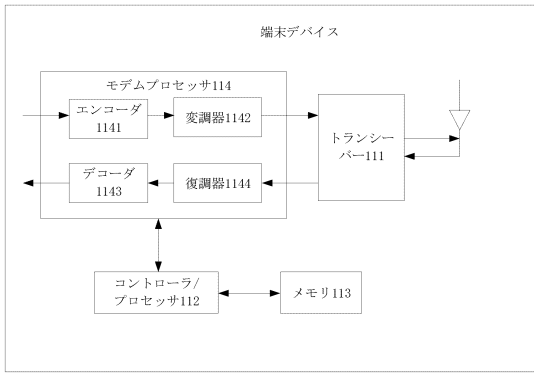 端末デバイス
モデムプロセッサ114
エンコーダ
1141
変調器1142
トランシー
バー111
デコーダ
1143
復調器1144
コントローラ/
プロセッサ112
メモリ113